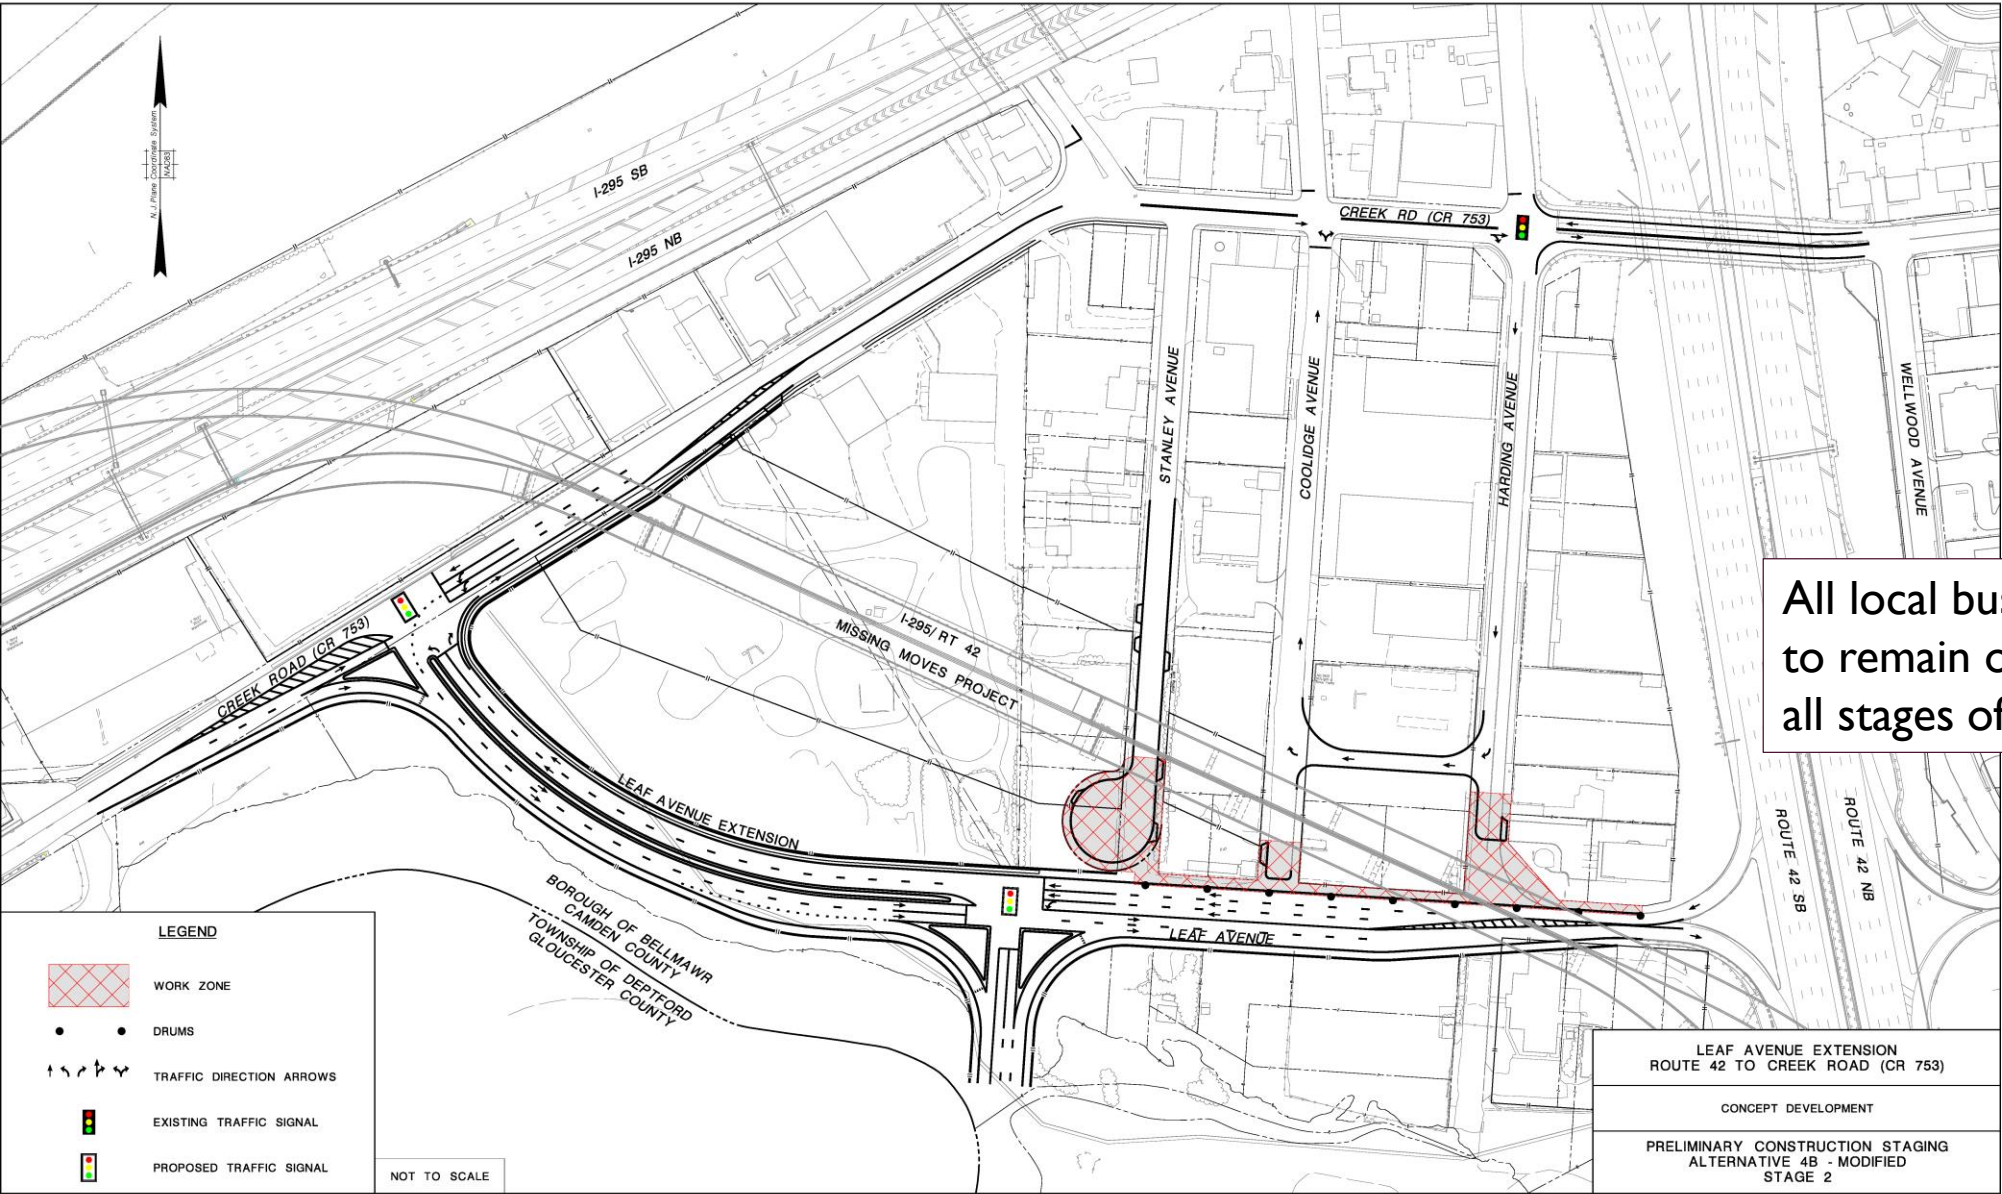 N.J. Plane Coordinate System
NAD83
I-295 SB
I-295 NB
CREEK RD (CR 753)
STANLEY AVENUE
COOLIDGE AVENUE
HARDING AVENUE
WELLWOOD AVENUE
All local bus
to remain o
all stages of
CREEK ROAD (CR 753)
I-295/ RT 42
MISSING MOVES PROJECT
LEAF AVENUE EXTENSION
ROUTE 42 SB
ROUTE 42 NB
BOROUGH OF BELLMAWR
CAMDEN COUNTY
TOWNSHIP OF DEPTFORD
GLOUCESTER COUNTY
LEAF AVENUE
LEGEND
WORK ZONE
DRUMS
TRAFFIC DIRECTION ARROWS
EXISTING TRAFFIC SIGNAL
PROPOSED TRAFFIC SIGNAL
NOT TO SCALE
LEAF AVENUE EXTENSION
ROUTE 42 TO CREEK ROAD (CR 753)
CONCEPT DEVELOPMENT
PRELIMINARY CONSTRUCTION STAGING
ALTERNATIVE 4B - MODIFIED
STAGE 2